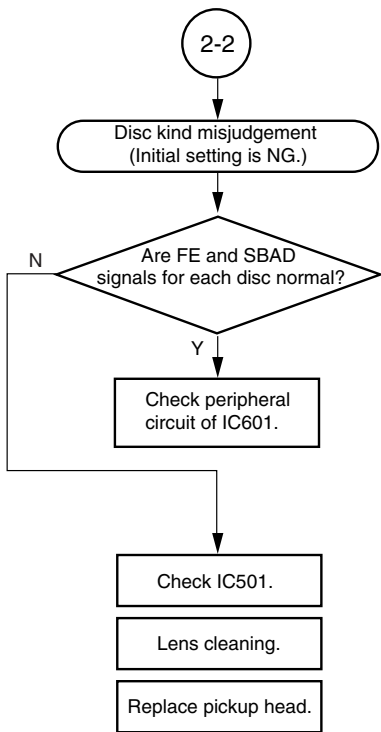 2-2
Disc kind misjudgement
(Initial setting is NG.)
Are FE and SBAD
signals for each disc normal?
N
Y
Check peripheral
circuit of IC601.
Check IC501.
Lens cleaning.
Replace pickup head.